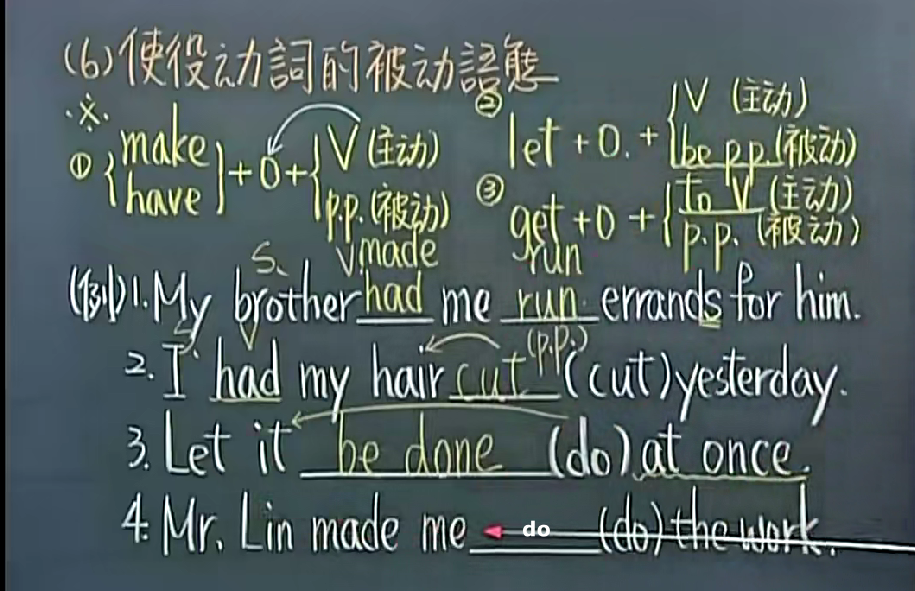 (6)使役动詞的被动語態
※
① {make have} + O + {V (主动) p.p. (被动)}
② let + O. + {V (主动) be p.p. (被动)}
③ get + O + {to V (主动) p.p. (被动)}
S. V made run
(例) 1. My brother had me run errands for him.
S V (p.p.)
2. I had my hair cut (cut) yesterday.
3. Let it be done (do) at once.
4. Mr. Lin made me do (do) the work.